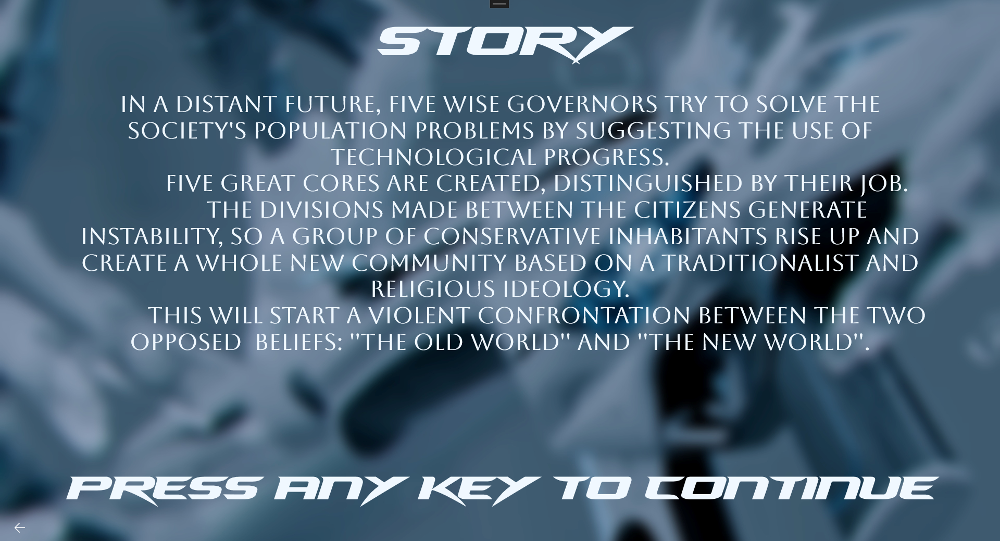 STORY
IN A DISTANT FUTURE, FIVE WISE GOVERNORS TRY TO SOLVE THE
SOCIETY'S POPULATION PROBLEMS BY SUGGESTING THE USE OF
TECHNOLOGICAL PROGRESS.
FIVE GREAT CORES ARE CREATED, DISTINGUISHED BY THEIR JOB.
THE DIVISIONS MADE BETWEEN THE CITIZENS GENERATE
INSTABILITY, SO A GROUP OF CONSERVATIVE INHABITANTS RISE UP AND
CREATE A WHOLE NEW COMMUNITY BASED ON A TRADITIONALIST AND
RELIGIOUS IDEOLOGY.
THIS WILL START A VIOLENT CONFRONTATION BETWEEN THE TWO
OPPOSED  BELIEFS: "THE OLD WORLD" AND "THE NEW WORLD".
PRESS ANY KEY TO CONTINUE